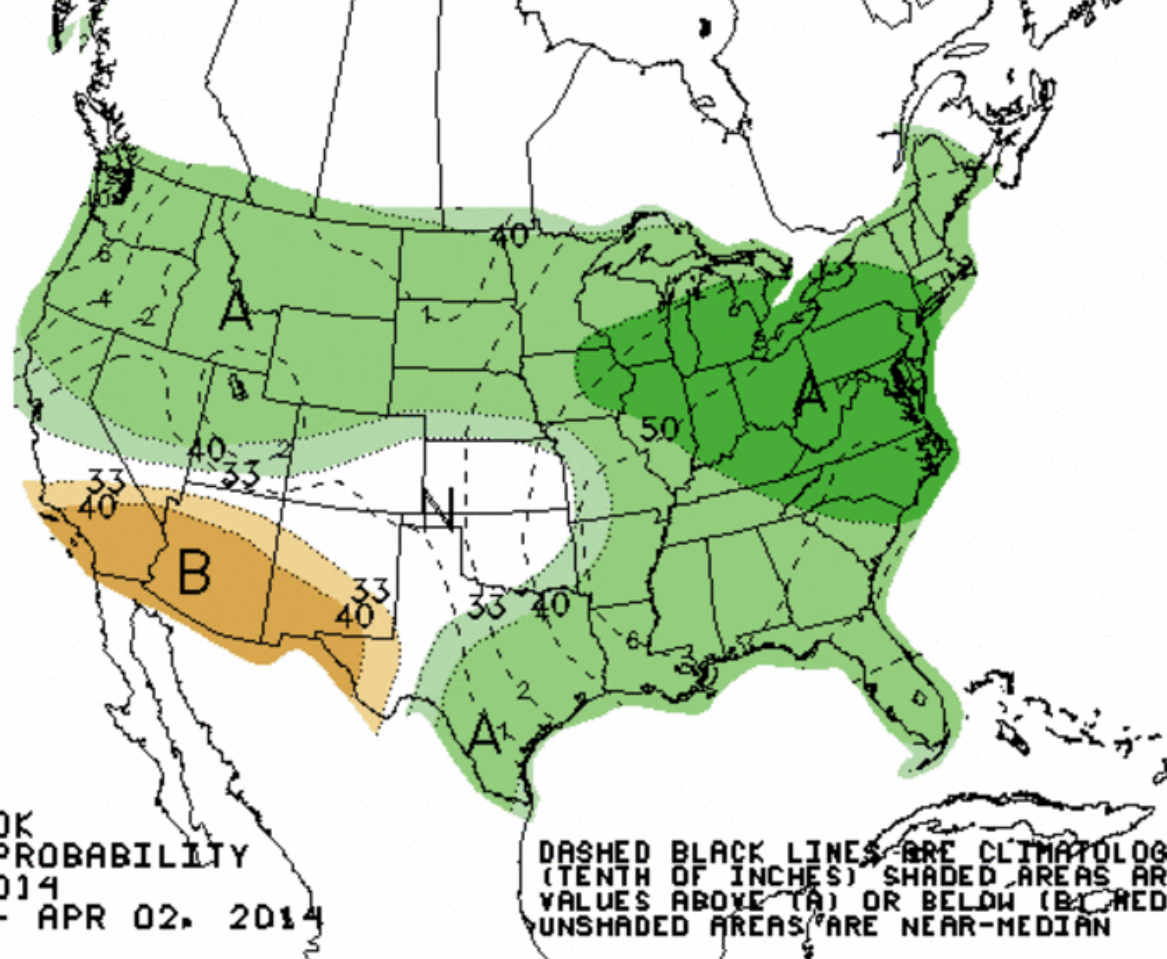 10
6
40
4
A
2
1
A
50
40
2
33
33
N
40
2
B
33
33
40
40
6
2
A
1
OK
PROBABILITY
014
- APR 02, 2014
DASHED BLACK LINES ARE CLIMATOLOG
(TENTH OF INCHES) SHADED AREAS AR
VALUES ABOVE (A) OR BELOW (B) MED
UNSHADED AREAS ARE NEAR-MEDIAN